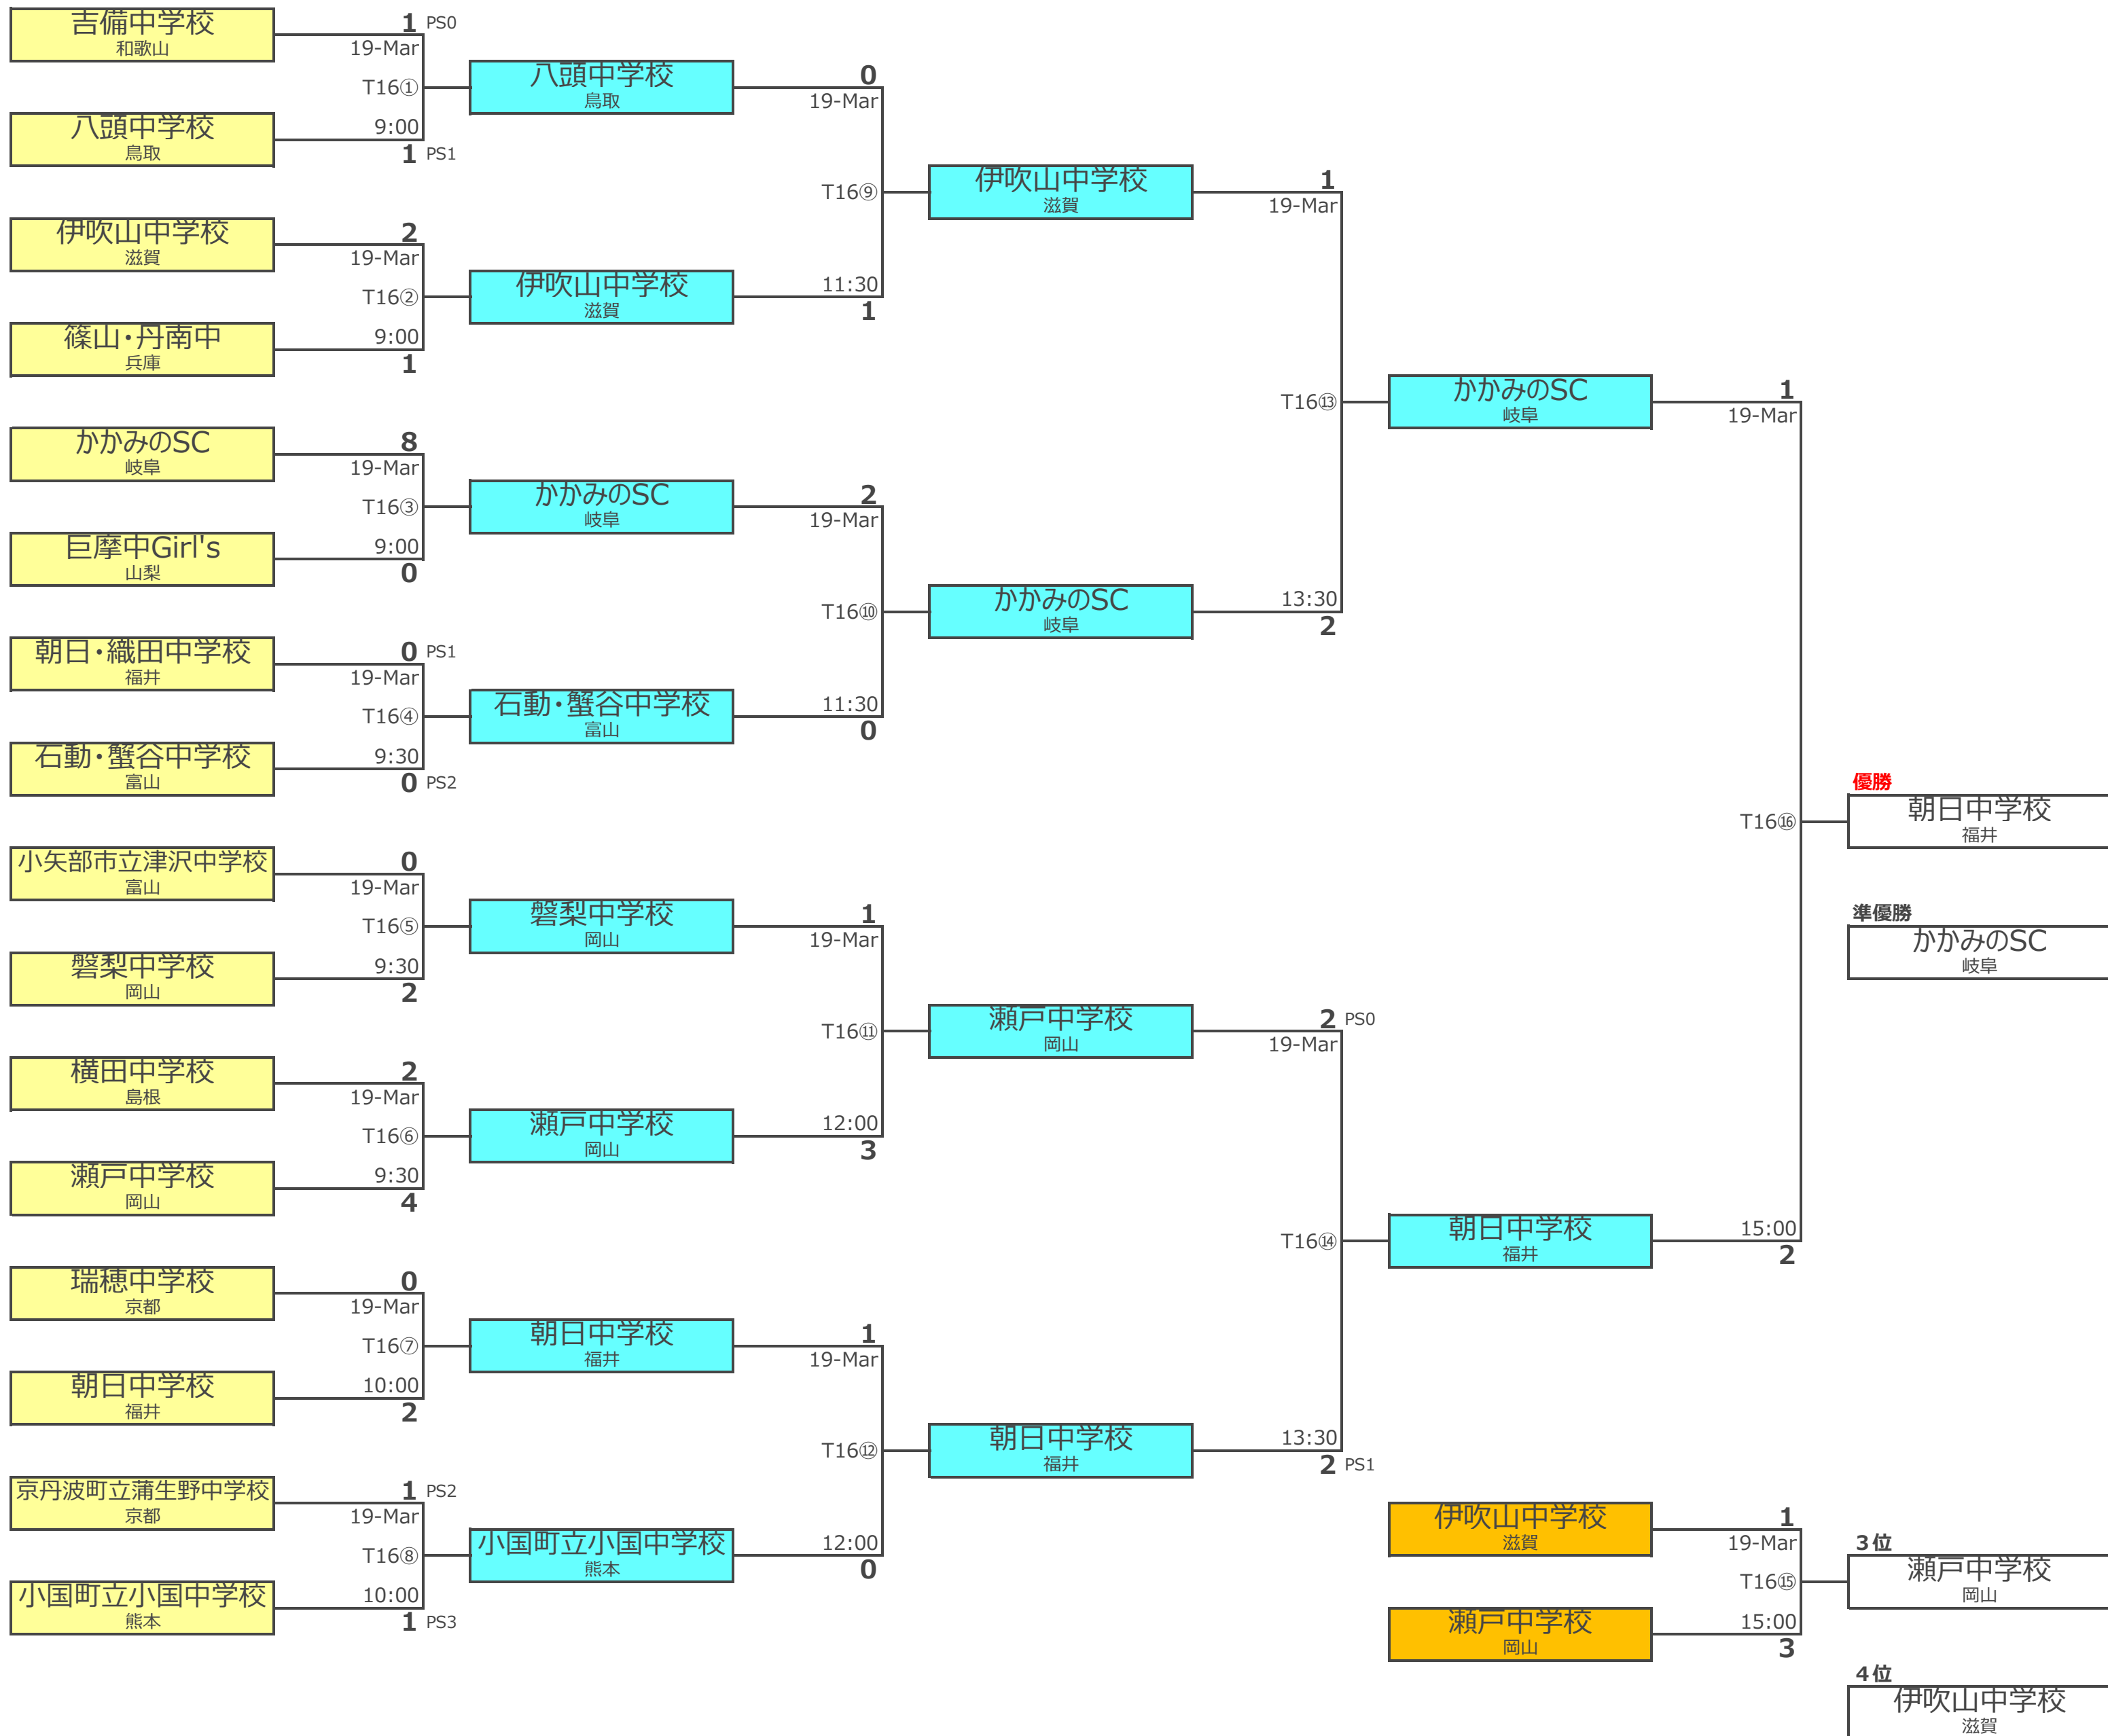 吉備中学校
和歌山
1 PS0
19-Mar
T16①
9:00
八頭中学校
鳥取
1 PS1
伊吹山中学校
滋賀
2
19-Mar
T16②
9:00
篠山・丹南中
兵庫
1
かかみのSC
岐阜
8
19-Mar
T16③
9:00
巨摩中Girl's
山梨
0
朝日・織田中学校
福井
0 PS1
19-Mar
T16④
9:30
石動・蟹谷中学校
富山
0 PS2
小矢部市立津沢中学校
富山
0
19-Mar
T16⑤
9:30
磐梨中学校
岡山
2
横田中学校
島根
2
19-Mar
T16⑥
9:30
瀬戸中学校
岡山
4
瑞穂中学校
京都
0
19-Mar
T16⑦
10:00
朝日中学校
福井
2
京丹波町立蒲生野中学校
京都
1 PS2
19-Mar
T16⑧
10:00
小国町立小国中学校
熊本
1 PS3
八頭中学校
鳥取
0
19-Mar
T16⑨
伊吹山中学校
滋賀
11:30
1
かかみのSC
岐阜
2
19-Mar
T16⑩
石動・蟹谷中学校
富山
11:30
0
磐梨中学校
岡山
1
19-Mar
T16⑪
瀬戸中学校
岡山
12:00
3
朝日中学校
福井
1
19-Mar
T16⑫
小国町立小国中学校
熊本
12:00
0
伊吹山中学校
滋賀
1
19-Mar
T16⑬
かかみのSC
岐阜
13:30
2
瀬戸中学校
岡山
2 PS0
19-Mar
T16⑭
朝日中学校
福井
13:30
2 PS1
かかみのSC
岐阜
1
19-Mar
T16⑯
朝日中学校
福井
15:00
2
伊吹山中学校
滋賀
1
19-Mar
T16⑮
瀬戸中学校
岡山
15:00
3
優勝
朝日中学校
福井
準優勝
かかみのSC
岐阜
３位
瀬戸中学校
岡山
４位
伊吹山中学校
滋賀